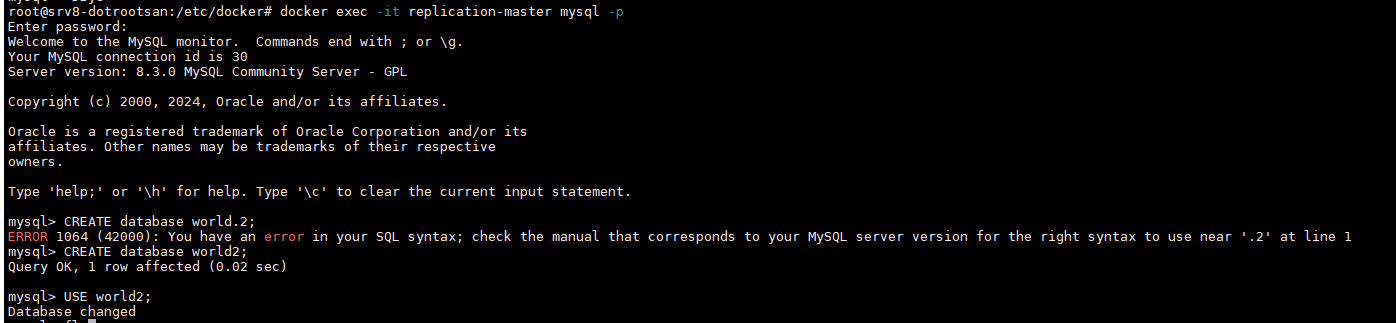 root@srv8-dotrootsan:/etc/docker# docker exec -it replication-master mysql -p
Enter password:
Welcome to the MySQL monitor.  Commands end with ; or \g.
Your MySQL connection id is 30
Server version: 8.3.0 MySQL Community Server - GPL

Copyright (c) 2000, 2024, Oracle and/or its affiliates.

Oracle is a registered trademark of Oracle Corporation and/or its
affiliates. Other names may be trademarks of their respective
owners.

Type 'help;' or '\h' for help. Type '\c' to clear the current input statement.

mysql> CREATE database world.2;
ERROR 1064 (42000): You have an error in your SQL syntax; check the manual that corresponds to your MySQL server version for the right syntax to use near '.2' at line 1
mysql> CREATE database world2;
Query OK, 1 row affected (0.02 sec)

mysql> USE world2;
Database changed